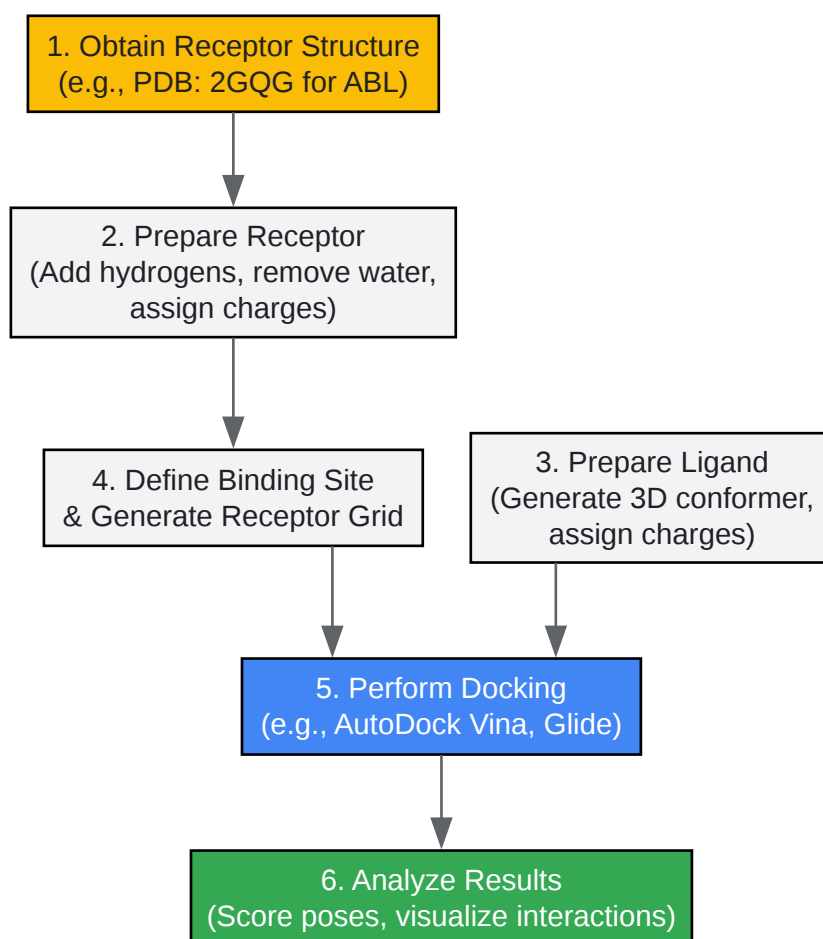 1. Obtain Receptor Structure
(e.g., PDB: 2GQG for ABL)
2. Prepare Receptor
(Add hydrogens, remove water,
assign charges)
4. Define Binding Site
& Generate Receptor Grid
3. Prepare Ligand
(Generate 3D conformer,
assign charges)
5. Perform Docking
(e.g., AutoDock Vina, Glide)
6. Analyze Results
(Score poses, visualize interactions)